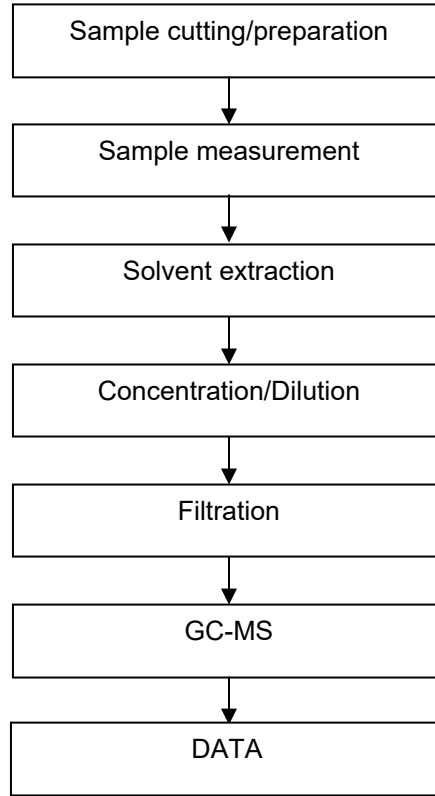 Sample cutting/preparation
Sample measurement
Solvent extraction
Concentration/Dilution
Filtration
GC-MS
DATA